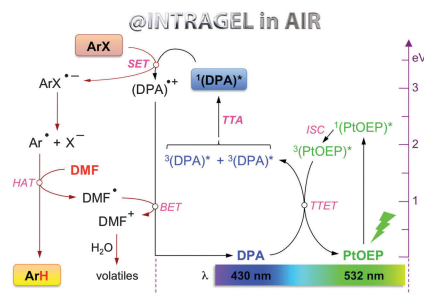 @INTRAGEL in AIR
ArX
eV
SET
ArX•−
(DPA)•+
1(DPA)*
3
ISC
1(PtOEP)*
TTA
3(PtOEP)*
Ar• + X−
3(DPA)* + 3(DPA)*
2
DMF
HAT
DMF•
BET
TTET
DMF+
1
H2O
ArH
volatiles
DPA
PtOEP
λ
430 nm
532 nm